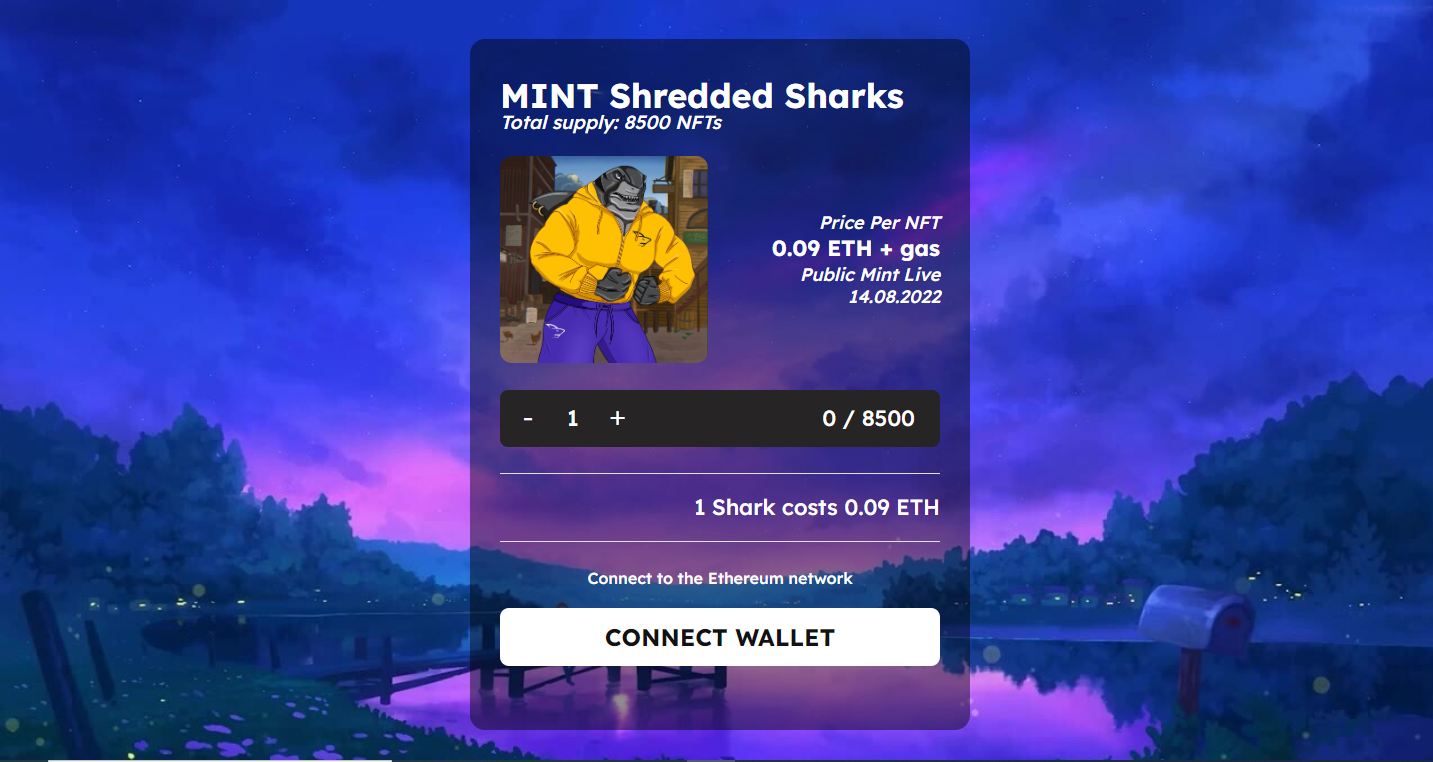 MINT Shredded Sharks
Total supply: 8500 NFTs
Price Per NFT
0.09 ETH + gas
Public Mint Live
14.08.2022
- 1 + 0 / 8500
1 Shark costs 0.09 ETH
Connect to the Ethereum network
CONNECT WALLET